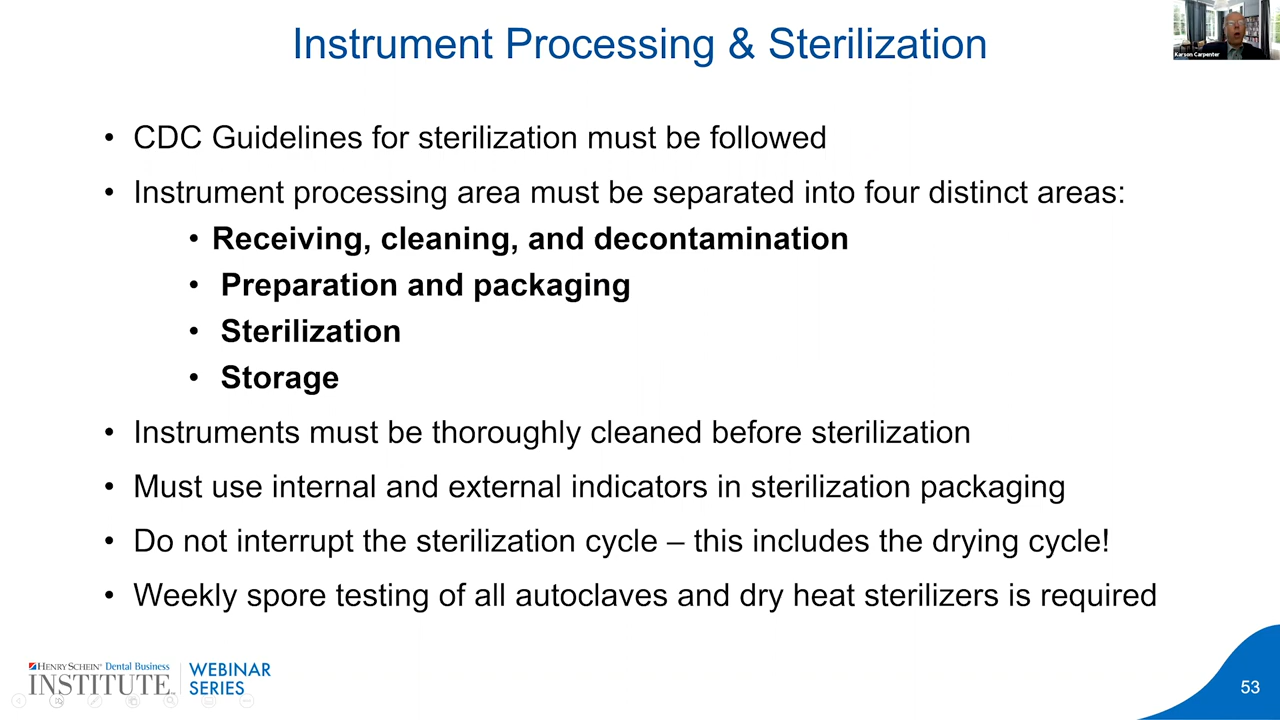 Instrument Processing & Sterilization
Karson Carpenter
• CDC Guidelines for sterilization must be followed
• Instrument processing area must be separated into four distinct areas:
• Receiving, cleaning, and decontamination
• Preparation and packaging
• Sterilization
• Storage
• Instruments must be thoroughly cleaned before sterilization
• Must use internal and external indicators in sterilization packaging
• Do not interrupt the sterilization cycle – this includes the drying cycle!
• Weekly spore testing of all autoclaves and dry heat sterilizers is required
HENRY SCHEIN® Dental Business
INSTITUTE™
WEBINAR
SERIES
53